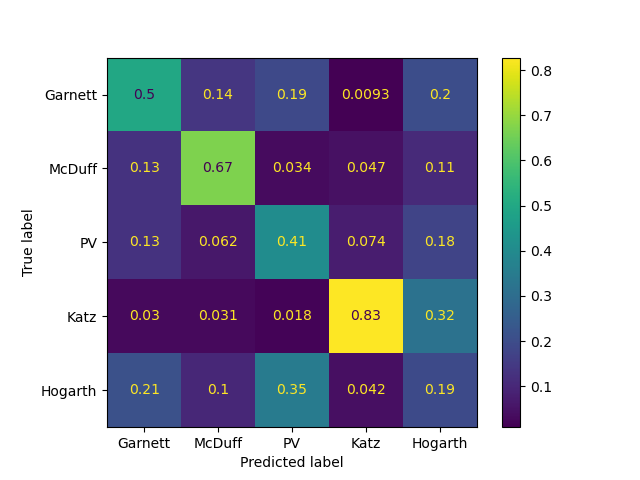 Garnett 0.5 0.14 0.19 0.0093 0.2
McDuff 0.13 0.67 0.034 0.047 0.11
PV 0.13 0.062 0.41 0.074 0.18
Katz 0.03 0.031 0.018 0.83 0.32
Hogarth 0.21 0.1 0.35 0.042 0.19
Garnett McDuff PV Katz Hogarth
Predicted label
True label
0.8
0.7
0.6
0.5
0.4
0.3
0.2
0.1